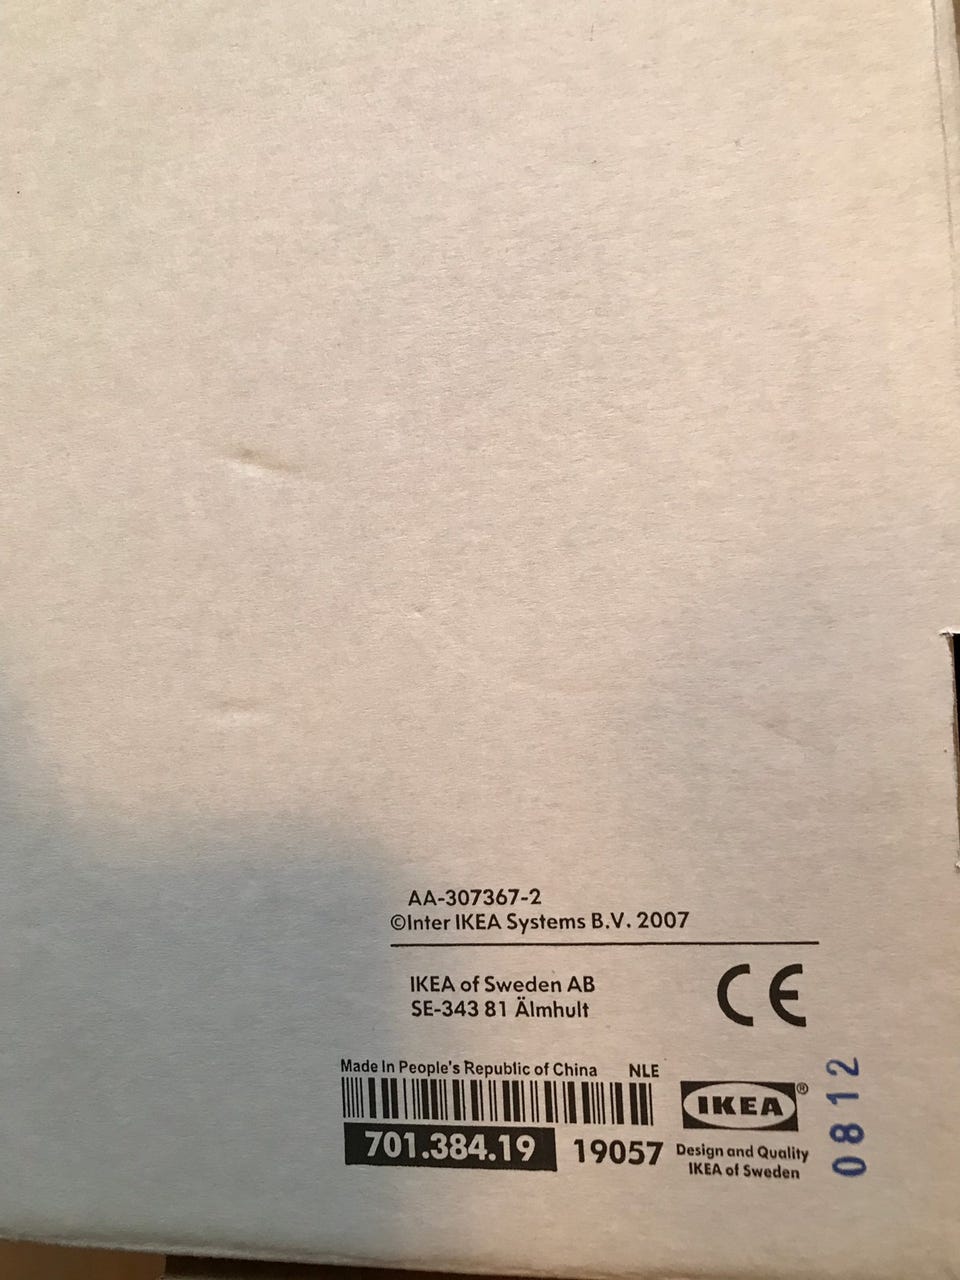 AA-307367-2
©Inter IKEA Systems B.V. 2007
IKEA of Sweden AB
SE-343 81 Älmhult
CE
Made In People's Republic of China NLE
701.384.19 19057
IKEA®
Design and Quality
IKEA of Sweden
0812